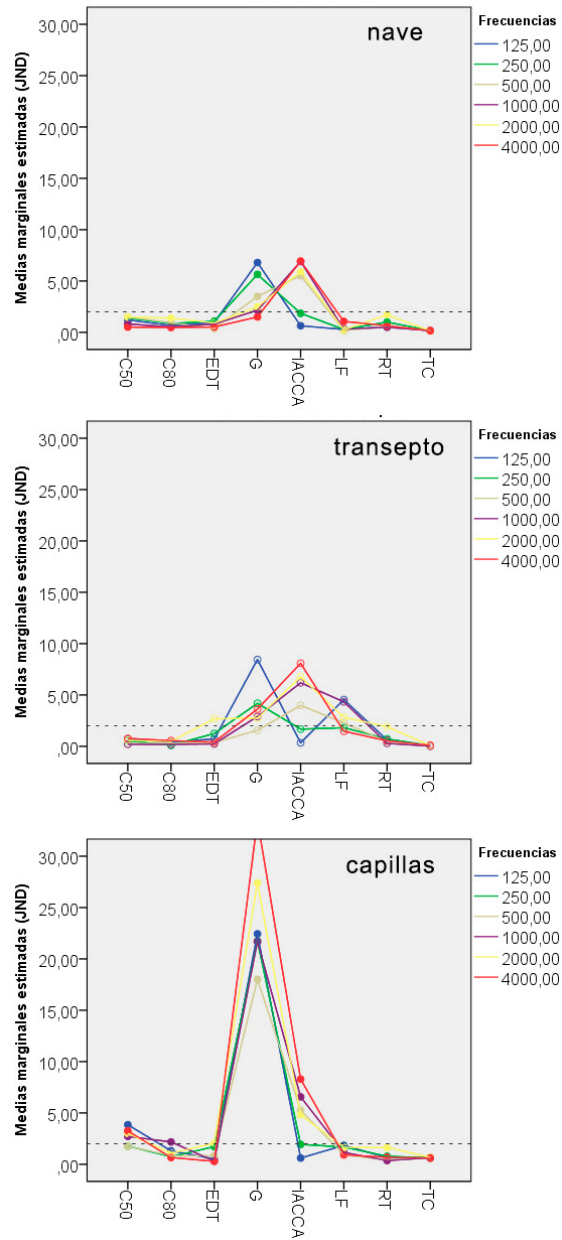 nave
Medias marginales estimadas (JND)
30,00
25,00
20,00
15,00
10,00
5,00
,00
C50
C80
EDT
G
IACCA
LF
RT
TC
Frecuencias
125,00
250,00
500,00
1000,00
2000,00
4000,00
transepto
Medias marginales estimadas (JND)
30,00
25,00
20,00
15,00
10,00
5,00
,00
C50
C80
EDT
G
IACCA
LF
RT
TC
Frecuencias
125,00
250,00
500,00
1000,00
2000,00
4000,00
capillas
Medias marginales estimadas (JND)
30,00
25,00
20,00
15,00
10,00
5,00
,00
C50
C80
EDT
G
IACCA
LF
RT
TC
Frecuencias
125,00
250,00
500,00
1000,00
2000,00
4000,00